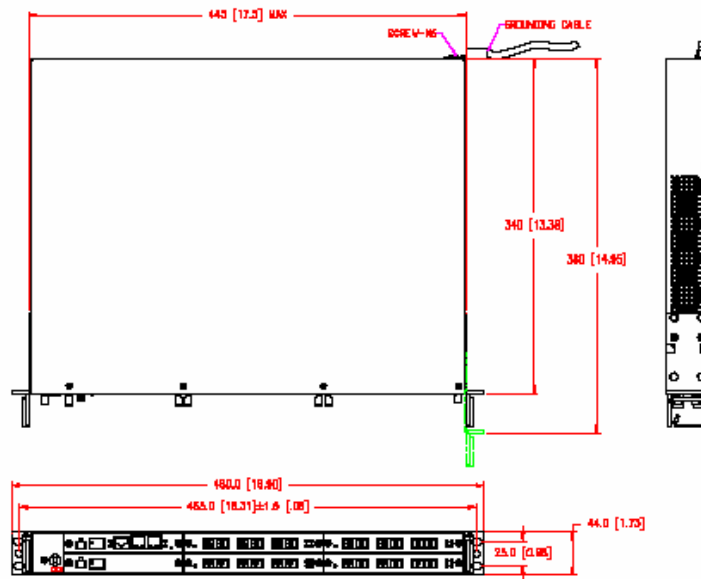 445 [17.5] MAX
SCREW-M6
GROUNDING CABLE
340 [13.38]
380 [14.95]
480.0 [18.90]
465.0 [18.31]±1.6 [.06]
44.0 [1.73]
25.0 [0.98]